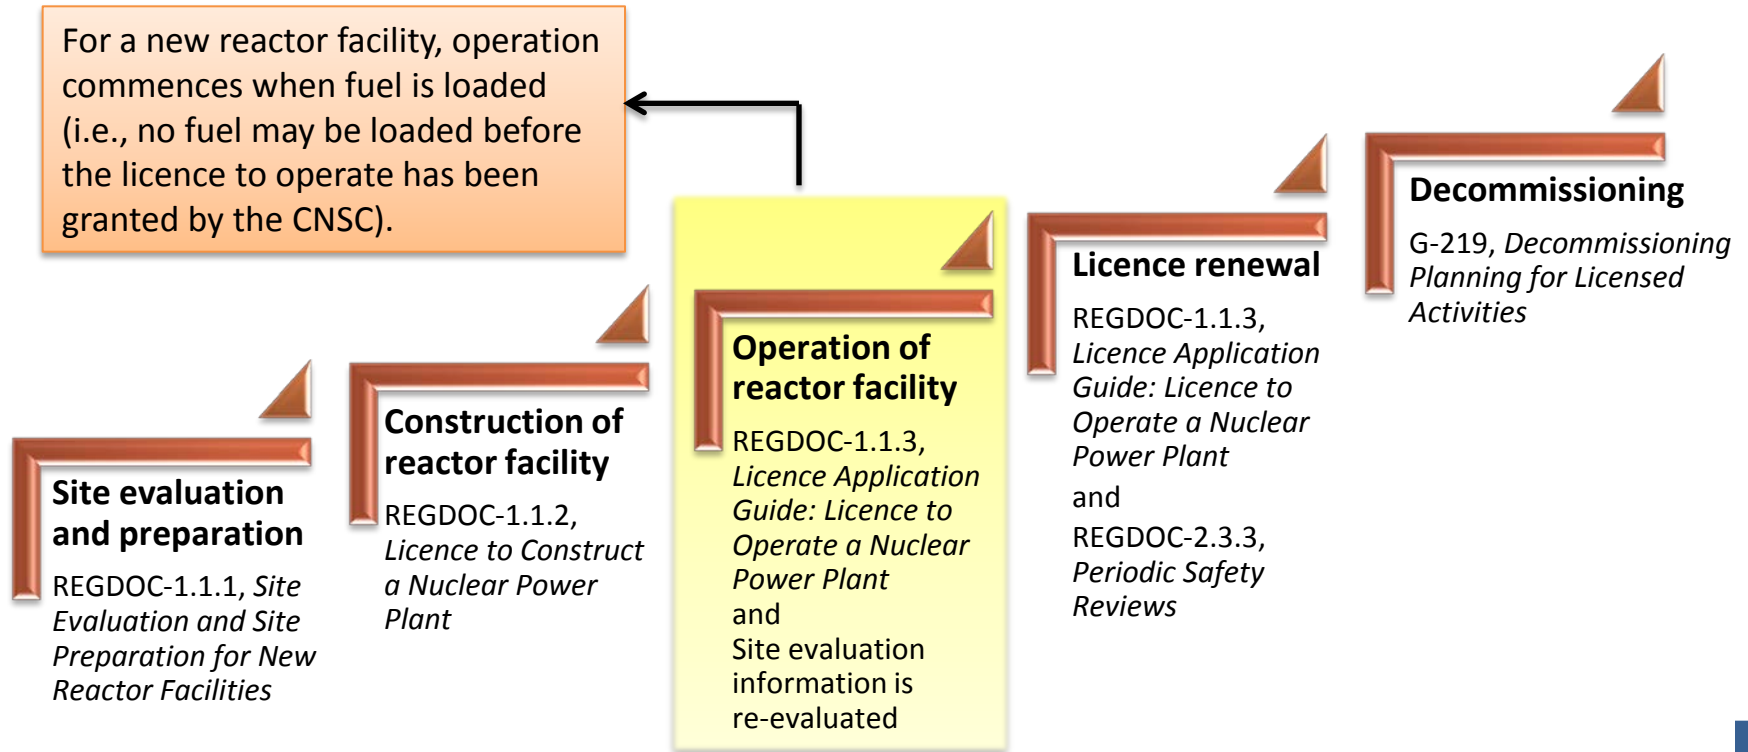 For a new reactor facility, operation
commences when fuel is loaded
(i.e., no fuel may be loaded before
the licence to operate has been
granted by the CNSC).
Site evaluation
and preparation
REGDOC-1.1.1, Site
Evaluation and Site
Preparation for New
Reactor Facilities
Construction of
reactor facility
REGDOC-1.1.2,
Licence to Construct
a Nuclear Power
Plant
Operation of
reactor facility
REGDOC-1.1.3,
Licence Application
Guide: Licence to
Operate a Nuclear
Power Plant
and
Site evaluation
information is
re-evaluated
Licence renewal
REGDOC-1.1.3,
Licence Application
Guide: Licence to
Operate a Nuclear
Power Plant
and
REGDOC-2.3.3,
Periodic Safety
Reviews
Decommissioning
G-219, Decommissioning
Planning for Licensed
Activities